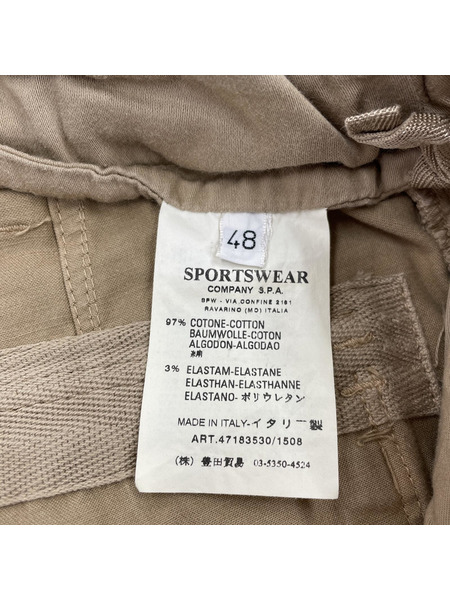 48
SPORTSWEAR
COMPANY S.P.A.
SPW - VIA.CONFINE 2161
RAVARINO (MO) ITALIA
97% COTONE-COTTON
BAUMWOLLE-COTON
ALGODON-ALGODAO
綿
3% ELASTAM-ELASTANE
ELASTHAN-ELASTHANNE
ELASTANO-ポリウレタン
MADE IN ITALY-イタリー製
ART.47183530/1508
(株) 豊田貿易 03-5350-4524